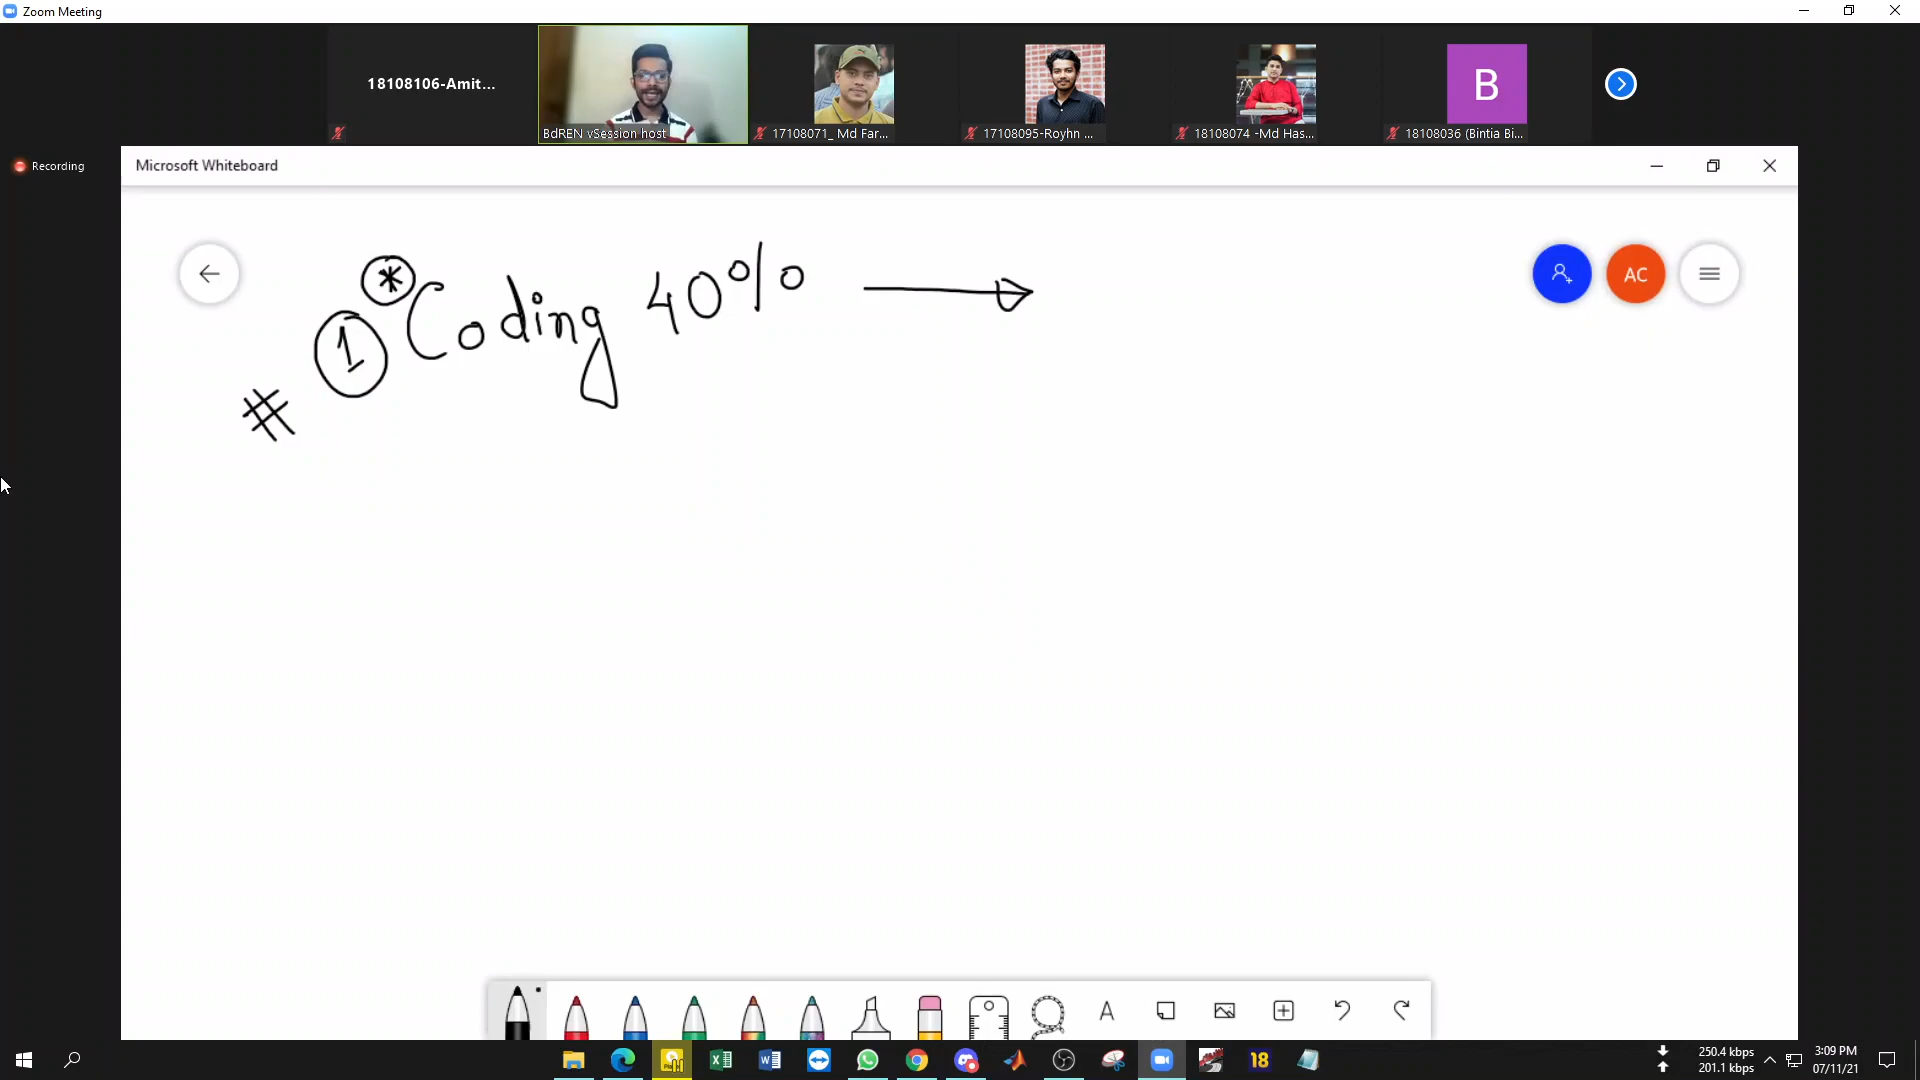 Zoom Meeting
18108106-Amit...
BdREN vSession host
17108071_ Md Far...
17108095-Royhn ...
18108074 -Md Has...
B
18108036 (Bintia Bi...
Recording
Microsoft Whiteboard
AC
# 1 * Coding 40%
A
18
250.4 kbps
201.1 kbps
3:09 PM
07/11/21